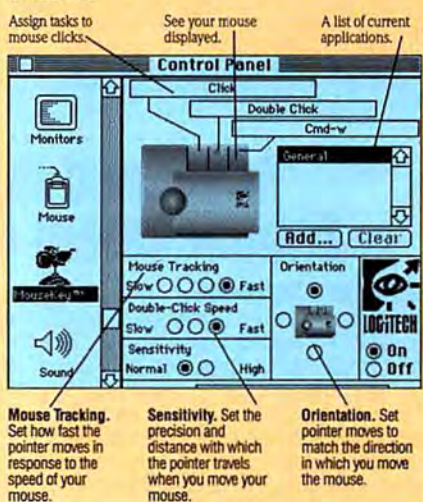 Assign tasks to
mouse clicks.
See your mouse
displayed.
A list of current
applications.
Control Panel
Click
Double Click
Cmd-w
Monitors
Mouse
MouseKey™
Sound
General
Add...
Clear
Mouse Tracking
Slow
Fast
Double-Click Speed
Slow
Fast
Sensitivity
Normal
High
Orientation
LOGITECH
On
Off
Mouse Tracking.
Set how fast the
pointer moves in
response to the
speed of your
mouse.
Sensitivity. Set the
precision and
distance with which
the pointer travels
when you move your
mouse.
Orientation. Set
pointer moves to
match the direction
in which you move
the mouse.